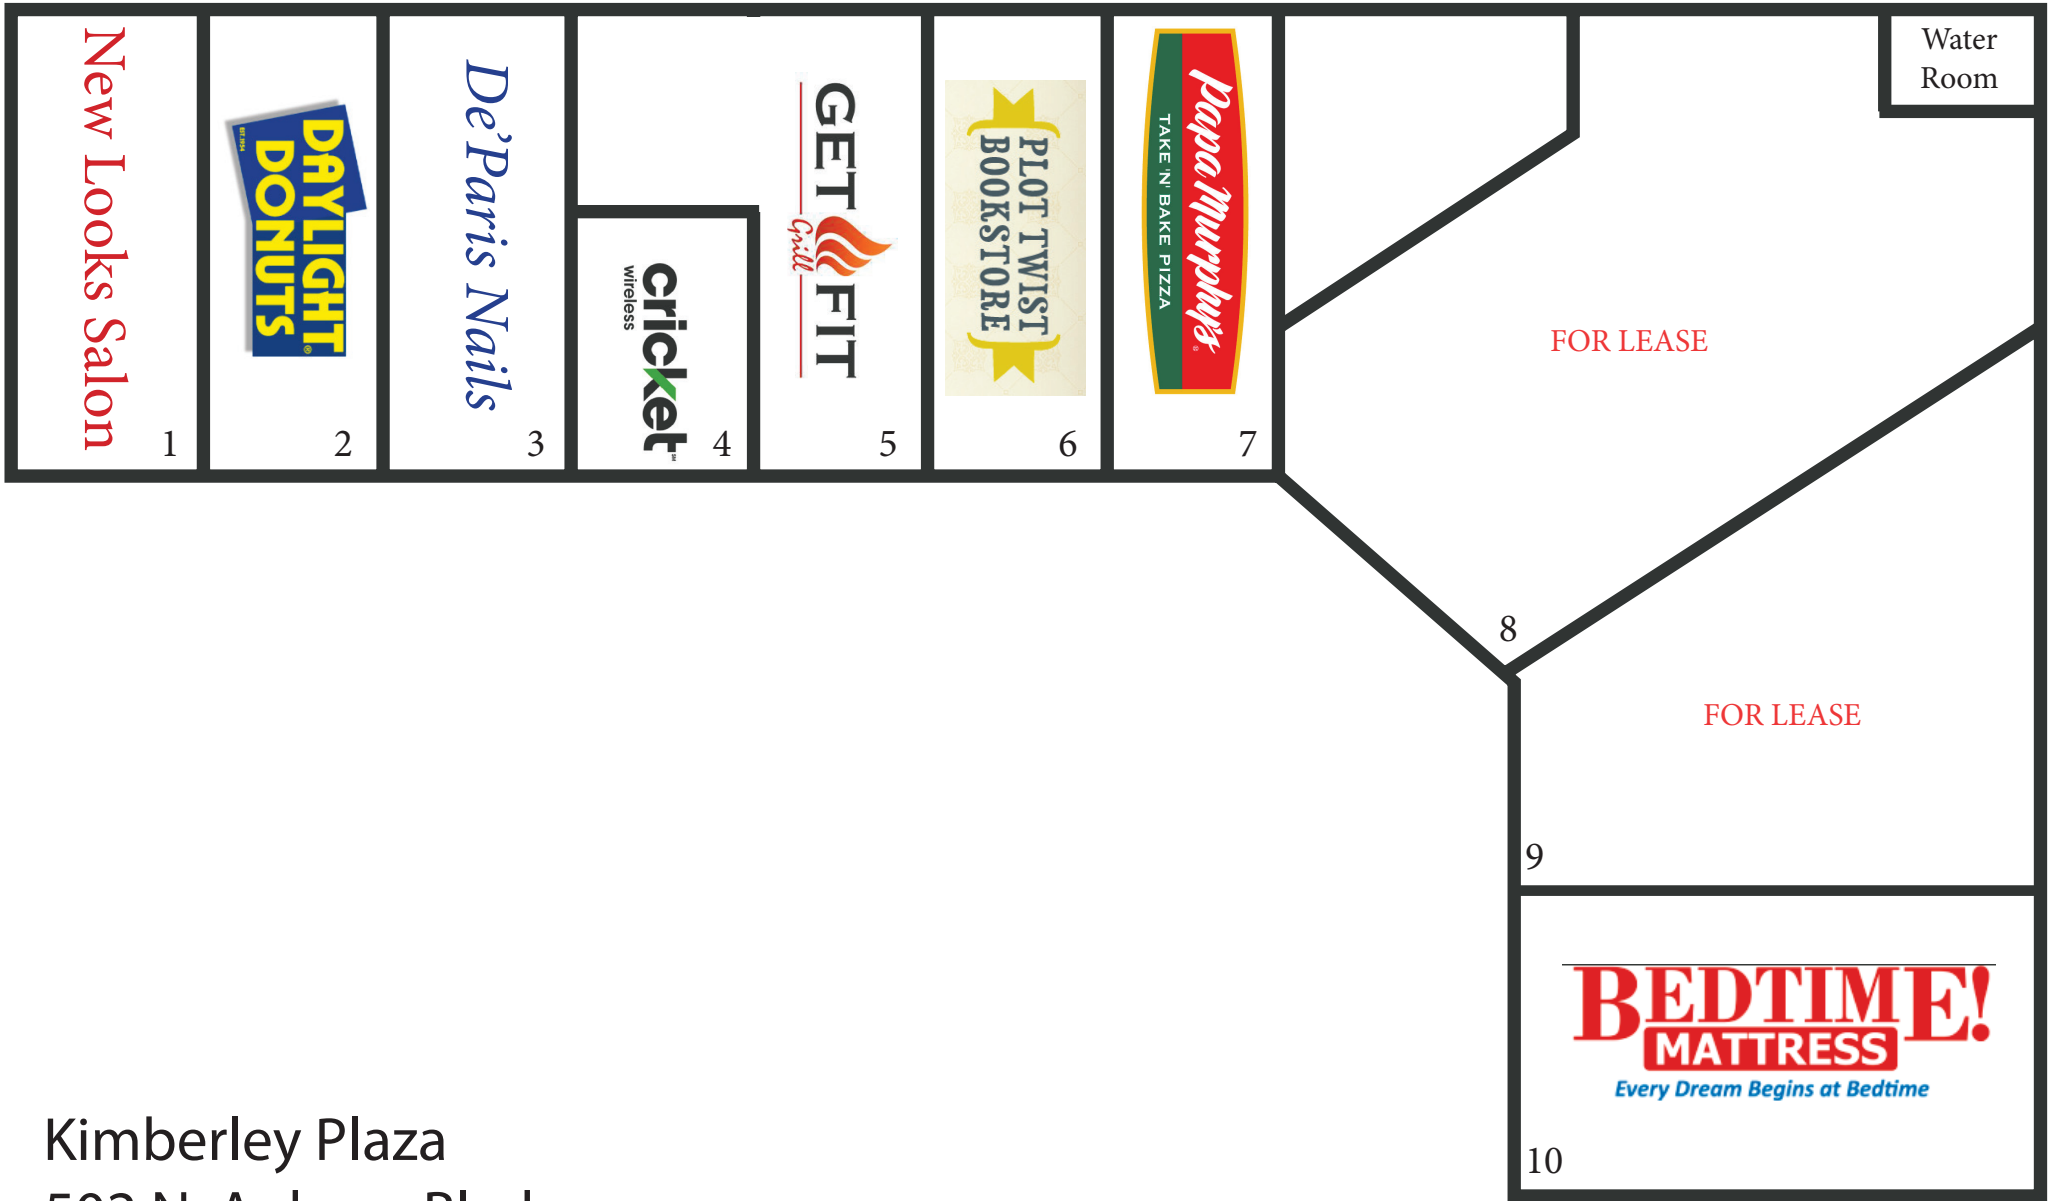 New Looks Salon
1
DAYLIGHT®
DONUTS
EST. 1954
2
De'Paris Nails
3
cricket℠
wireless
4
GET FIT
Grill
5
PLOT TWIST
BOOKSTORE
6
Papa Murphy's®
TAKE 'N' BAKE PIZZA
7
Water
Room
FOR LEASE
8
FOR LEASE
9
BEDTIME!
MATTRESS
Every Dream Begins at Bedtime
10
Kimberley Plaza